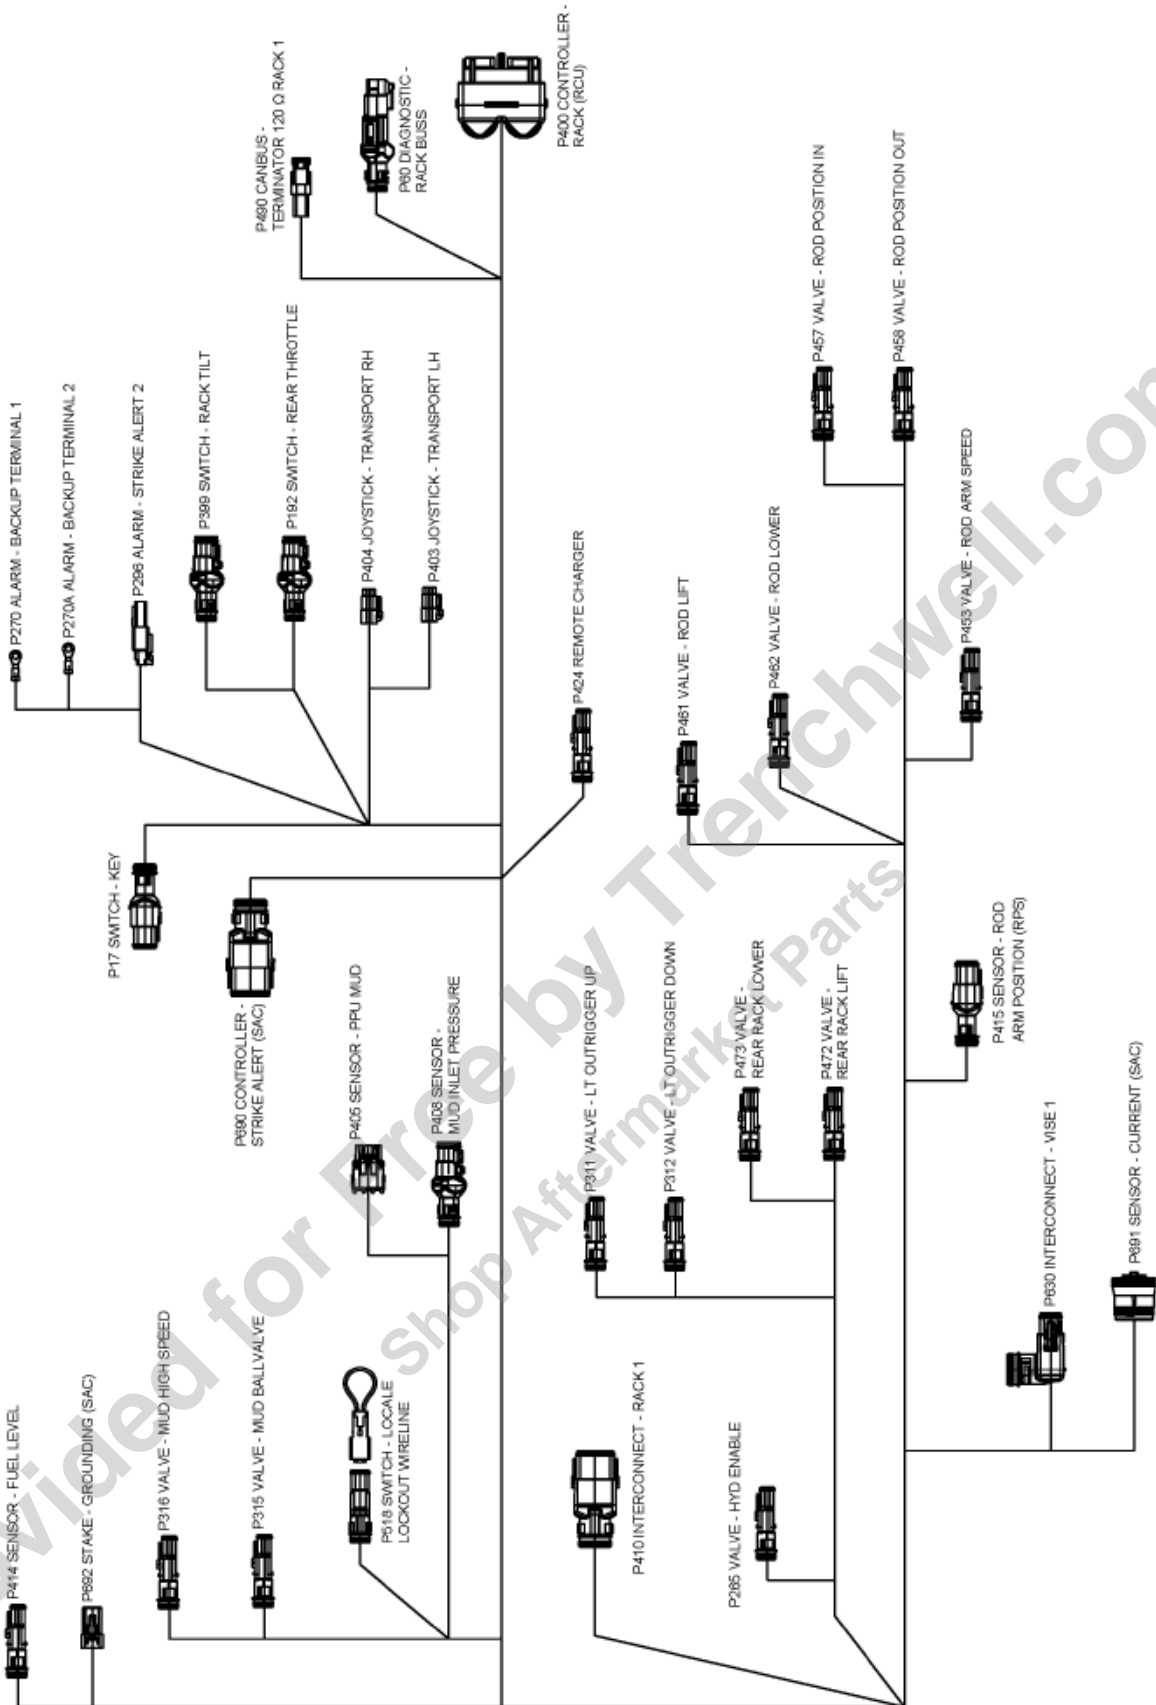 P270 ALARM - BACKUP TERMINAL 1
P270A ALARM - BACKUP TERMINAL 2
P296 ALARM - STRIKE ALERT 2
P399 SWITCH - RACK TILT
P192 SWITCH - REAR THROTTLE
P404 JOYSTICK - TRANSPORT RH
P403 JOYSTICK - TRANSPORT LH
P490 CANBUS -
TERMINATOR 120 Ω RACK 1
P60 DIAGNOSTIC -
RACK BUSS
P400 CONTROLLER -
RACK (RCU)
P17 SWITCH - KEY
P690 CONTROLLER -
STRIKE ALERT (SAC)
P424 REMOTE CHARGER
P414 SENSOR - FUEL LEVEL
P692 STAKE - GROUNDING (SAC)
P316 VALVE - MUD HIGH SPEED
P315 VALVE - MUD BALLVALVE
P518 SWITCH - LOCALE
LOCKOUT WIRELINE
P405 SENSOR - PPU MUD
P408 SENSOR -
MUD INLET PRESSURE
P410 INTERCONNECT - RACK 1
P265 VALVE - HYD ENABLE
P311 VALVE - LT OUTRIGGER UP
P312 VALVE - LT OUTRIGGER DOWN
P473 VALVE -
REAR RACK LOWER
P472 VALVE -
REAR RACK LIFT
P461 VALVE - ROD LIFT
P462 VALVE - ROD LOWER
P457 VALVE - ROD POSITION IN
P458 VALVE - ROD POSITION OUT
P453 VALVE - ROD ARM SPEED
P415 SENSOR - ROD
ARM POSITION (RPS)
P630 INTERCONNECT - VISE 1
P691 SENSOR - CURRENT (SAC)
vided for Free by Trenchwell.com
Shop Aftermarket Parts